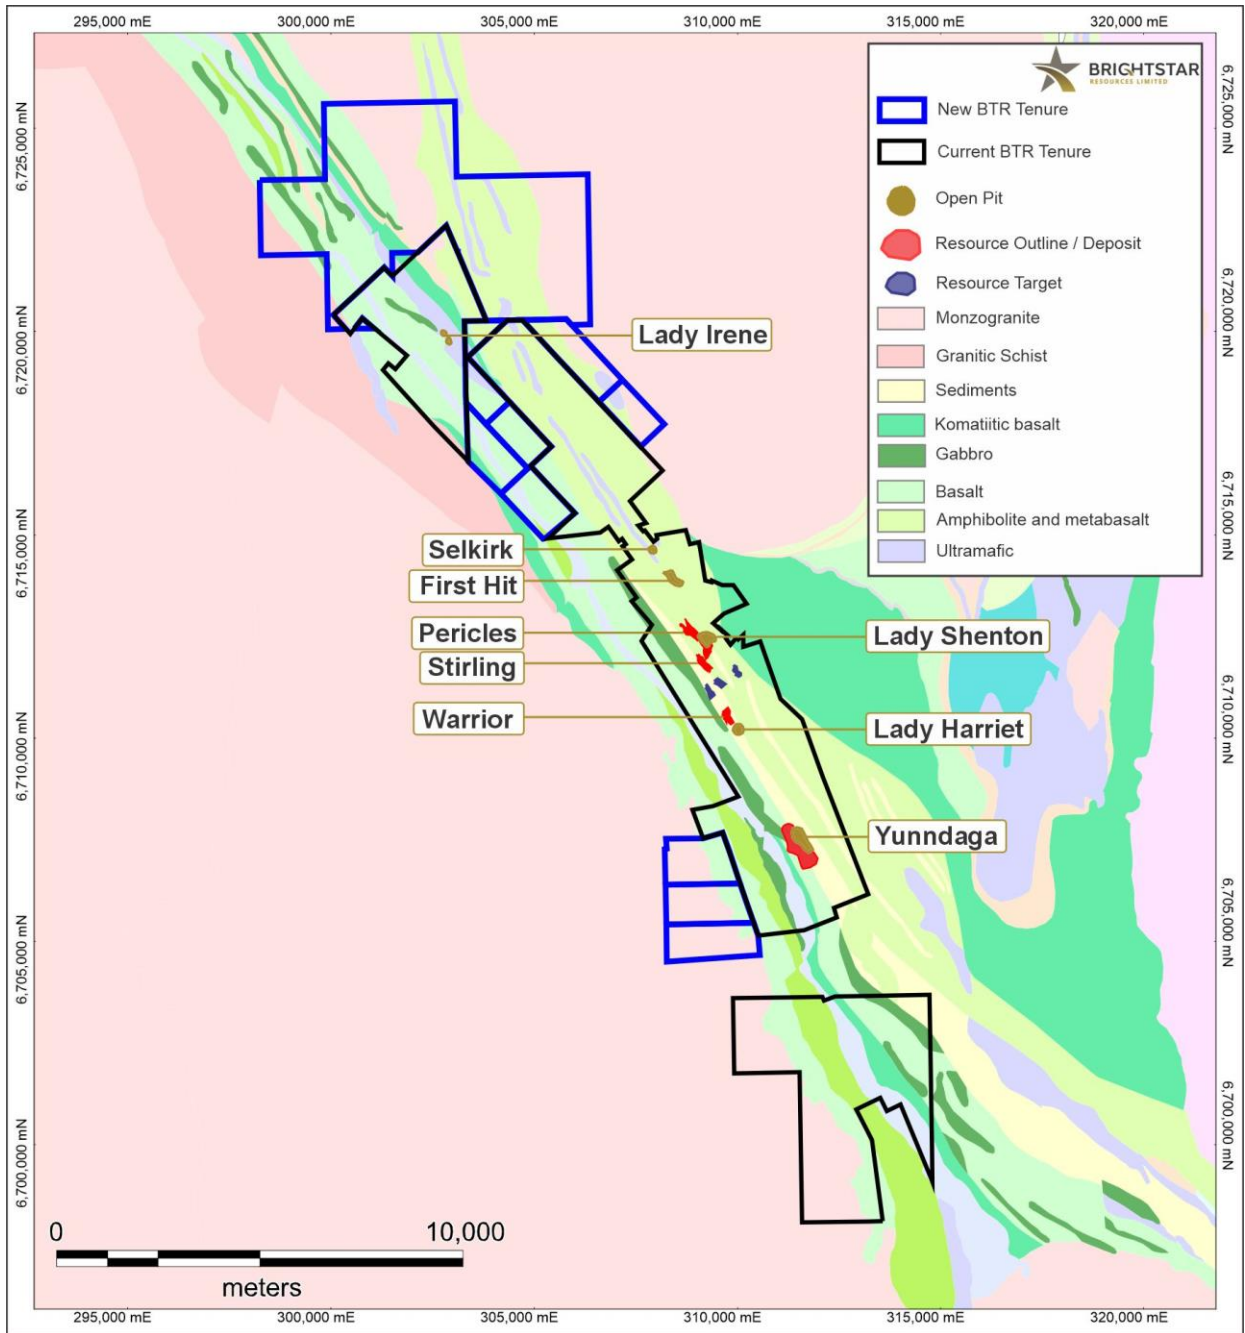 295,000 mE
300,000 mE
305,000 mE
310,000 mE
315,000 mE
320,000 mE
BRIGHTSTAR
RESOURCES LIMITED
New BTR Tenure
Current BTR Tenure
Open Pit
Resource Outline / Deposit
Resource Target
Monzogranite
Granitic Schist
Sediments
Komatiitic basalt
Gabbro
Basalt
Amphibolite and metabasalt
Ultramafic
6,725,000 mN
6,720,000 mN
6,715,000 mN
6,710,000 mN
6,705,000 mN
6,700,000 mN
6,725,000 mN
6,720,000 mN
6,715,000 mN
6,710,000 mN
6,705,000 mN
6,700,000 mN
Lady Irene
Selkirk
First Hit
Pericles
Lady Shenton
Stirling
Warrior
Lady Harriet
Yunndaga
0
10,000
meters
295,000 mE
300,000 mE
305,000 mE
310,000 mE
315,000 mE
320,000 mE